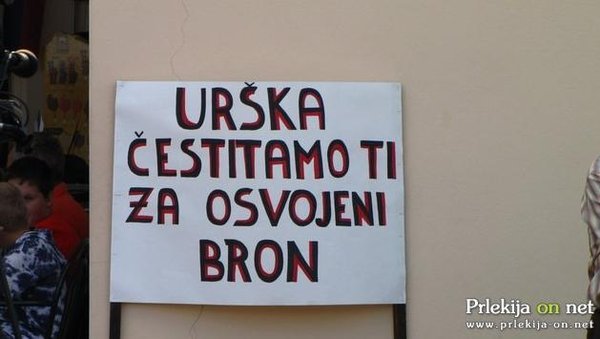 URŠKA
ČESTITAMO TI
ZA OSVOJENI
BRON
Prlekija on net
www.prlekija-on.net